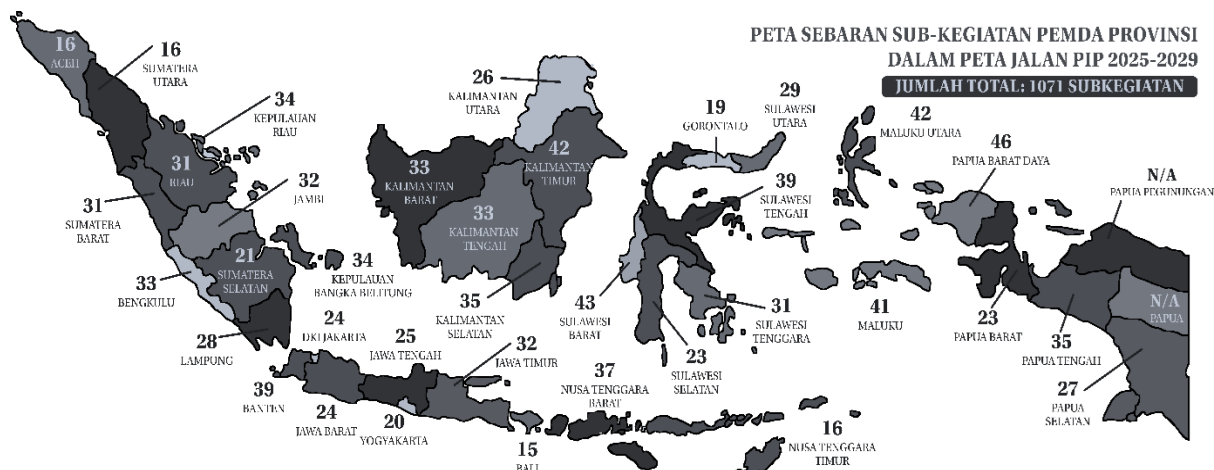 PETA SEBARAN SUB-KEGIATAN PEMDA PROVINSI
DALAM PETA JALAN PIP 2025-2029
JUMLAH TOTAL: 1071 SUBKEGIATAN
16
ACEH
16
SUMATERA
UTARA
34
KEPULAUAN
RIAU
31
RIAU
32
JAMBI
31
SUMATERA
BARAT
21
SUMATERA
SELATAN
33
BENGKULU
34
KEPULAUAN
BANGKA BELITUNG
28
LAMPUNG
24
DKI JAKARTA
25
JAWA TENGAH
32
JAWA TIMUR
39
BANTEN
24
JAWA BARAT
20
YOGYAKARTA
15
BALI
37
NUSA TENGGARA
BARAT
16
NUSA TENGGARA
TIMUR
26
KALIMANTAN
UTARA
33
KALIMANTAN
BARAT
42
KALIMANTAN
TIMUR
33
KALIMANTAN
TENGAH
35
KALIMANTAN
SELATAN
19
GORONTALO
29
SULAWESI
UTARA
39
SULAWESI
TENGAH
43
SULAWESI
BARAT
23
SULAWESI
SELATAN
31
SULAWESI
TENGGARA
42
MALUKU UTARA
41
MALUKU
46
PAPUA BARAT DAYA
N/A
PAPUA PEGUNUNGAN
23
PAPUA BARAT
35
PAPUA TENGAH
N/A
PAPUA
27
PAPUA
SELATAN